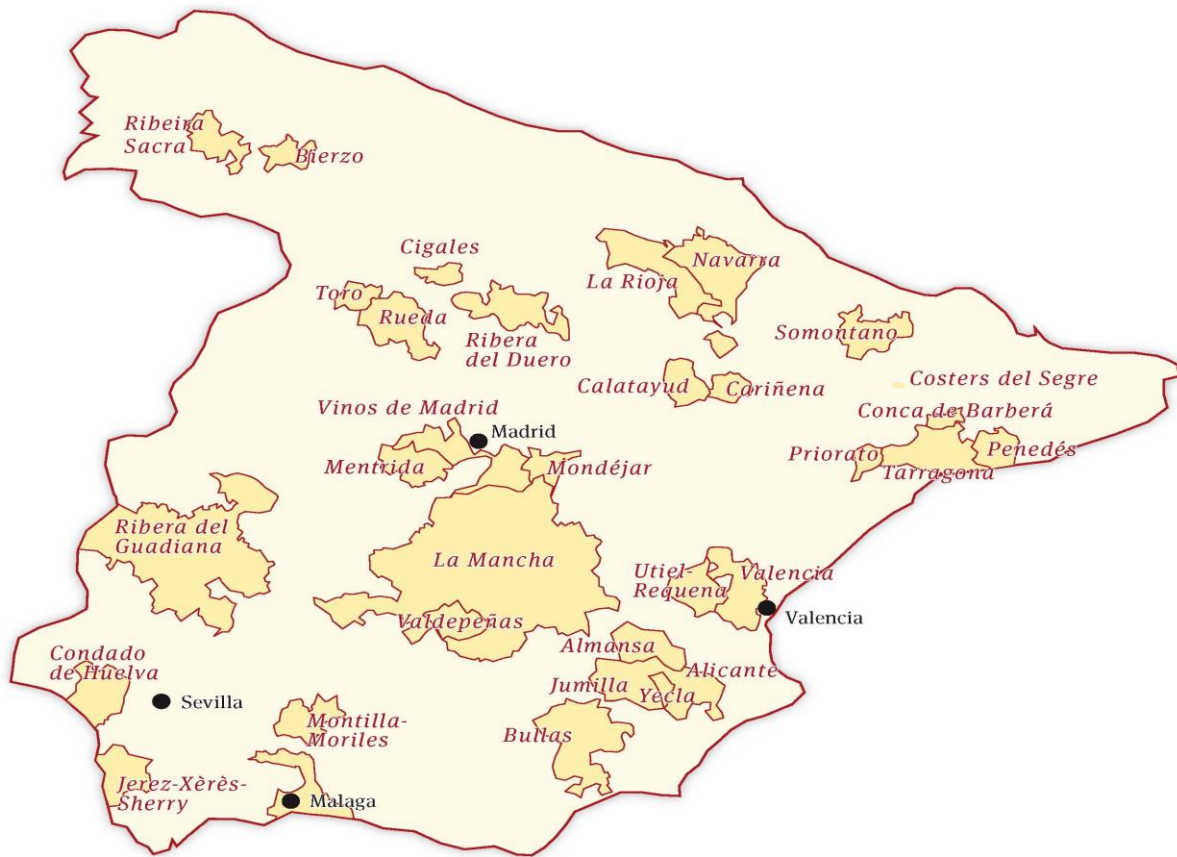 Ribeira
Sacra
Bierzo
Cigales
Navarra
La Rioja
Toro
Rueda
Ribera
del Duero
Somontano
Calatayud
Cariñena
Costers del Segre
Vinos de Madrid
Conca de Barberá
Madrid
Mentrida
Mondéjar
Priorato
Penedés
Tarragona
Ribera del
Guadiana
La Mancha
Utiel-
Requena
Valencia
Valencia
Valdepeñas
Almansa
Condado
de Huelva
Alicante
Jumilla
Yecla
Sevilla
Montilla-
Moriles
Bullas
Jerez-Xèrès-
Sherry
Malaga